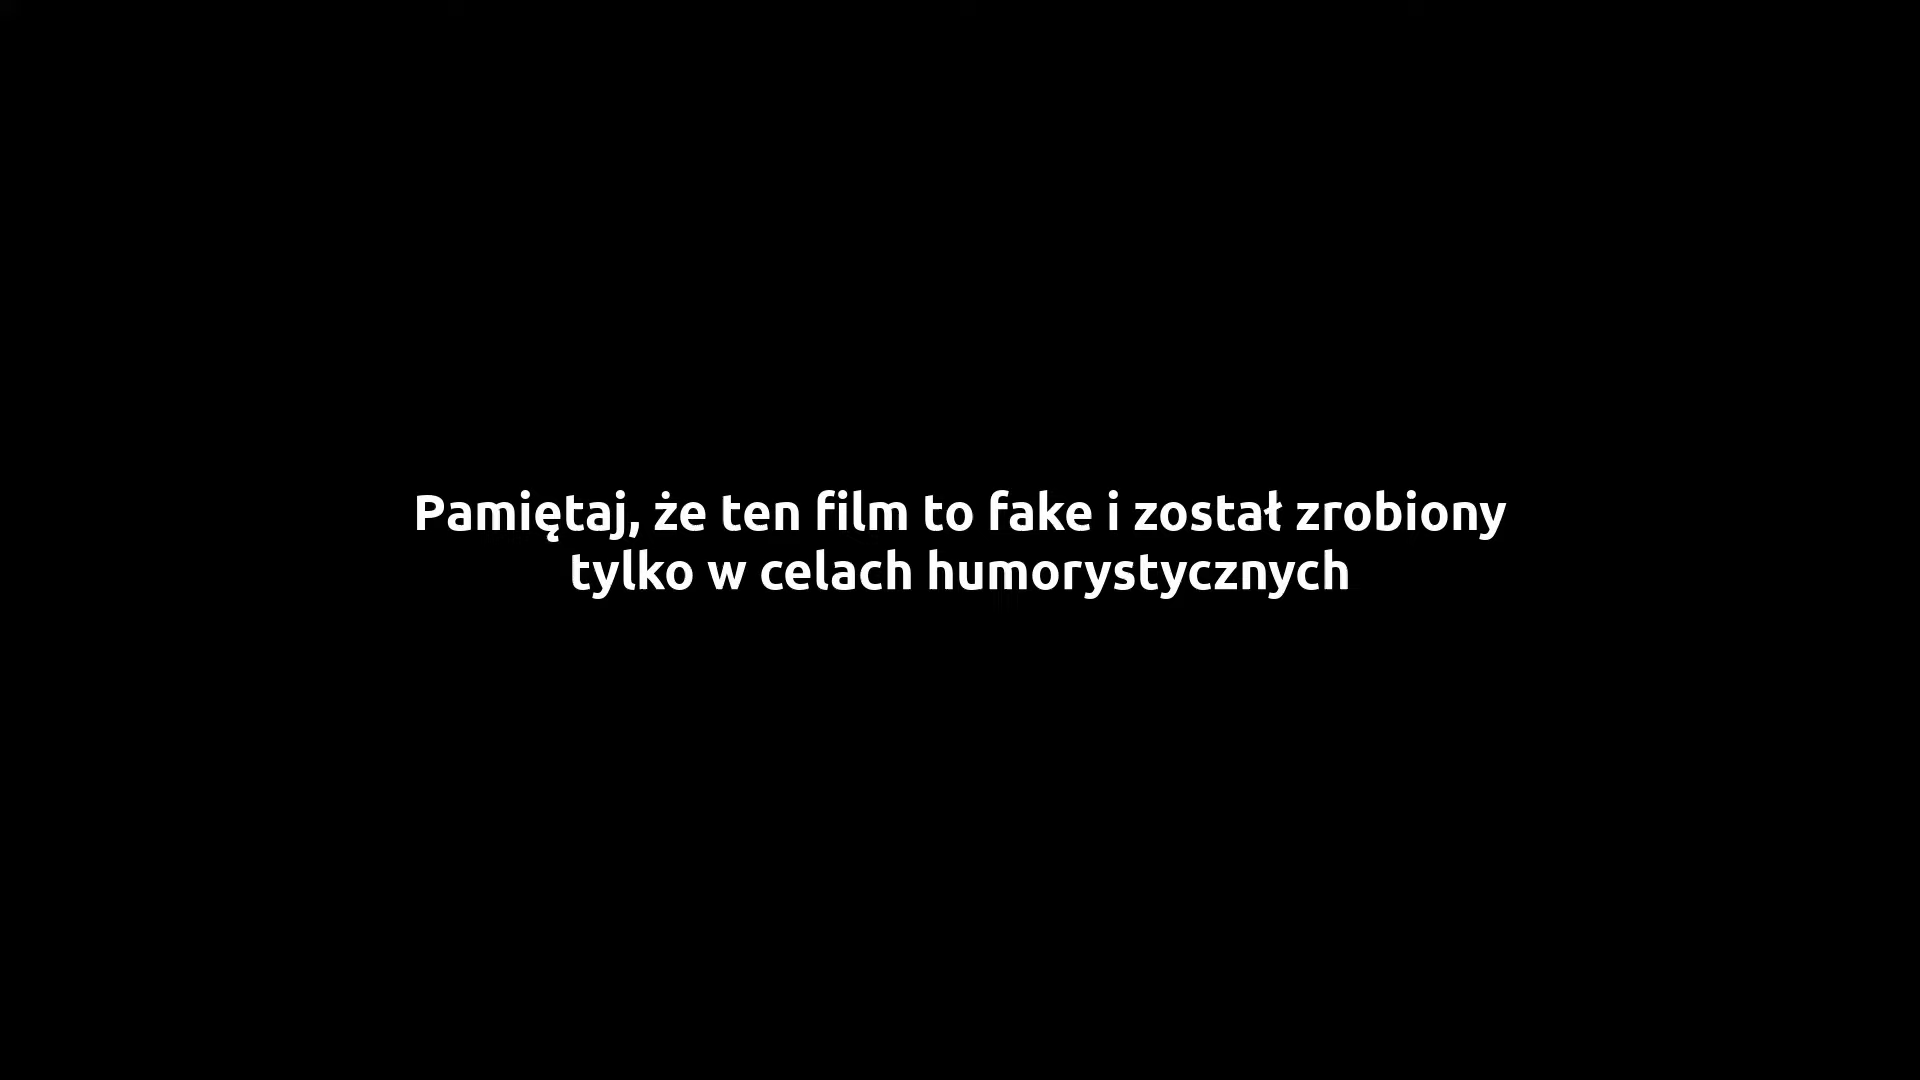 Pamiętaj, że ten film to fake i został zrobiony
tylko w celach humorystycznych